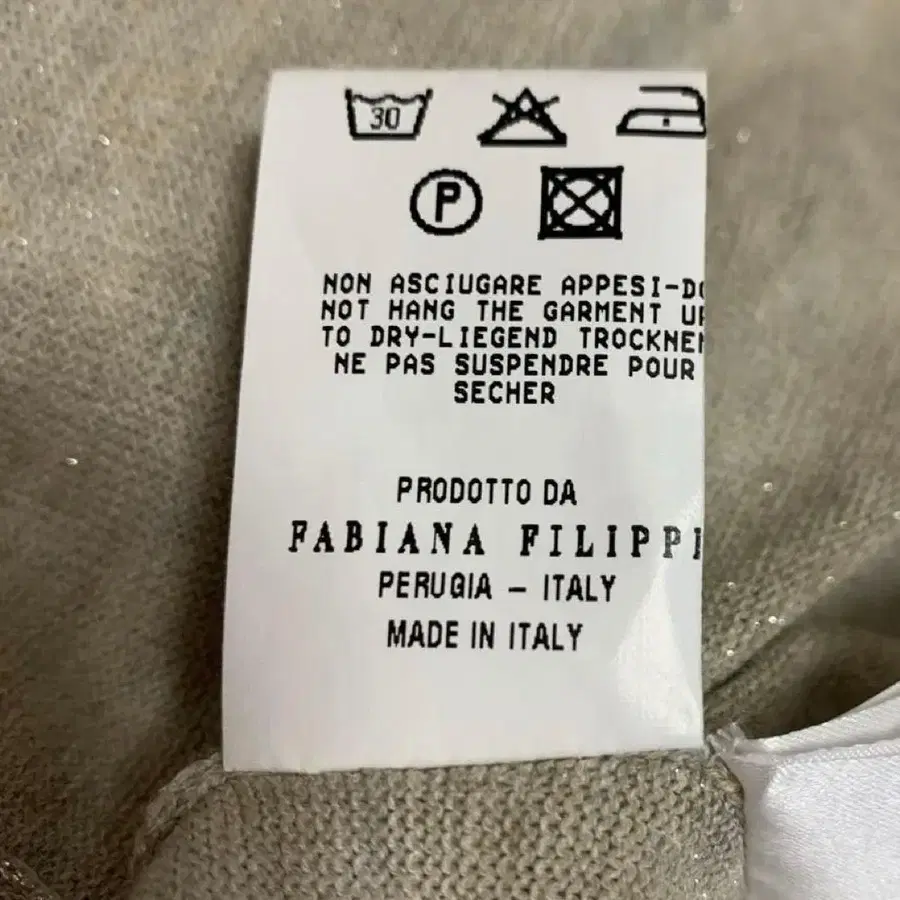 30
P
NON ASCIUGARE APPESI-DO
NOT HANG THE GARMENT UP
TO DRY-LIEGEND TROCKNEN
NE PAS SUSPENDRE POUR
SECHER
PRODOTTO DA
FABIANA FILIPPI
PERUGIA – ITALY
MADE IN ITALY